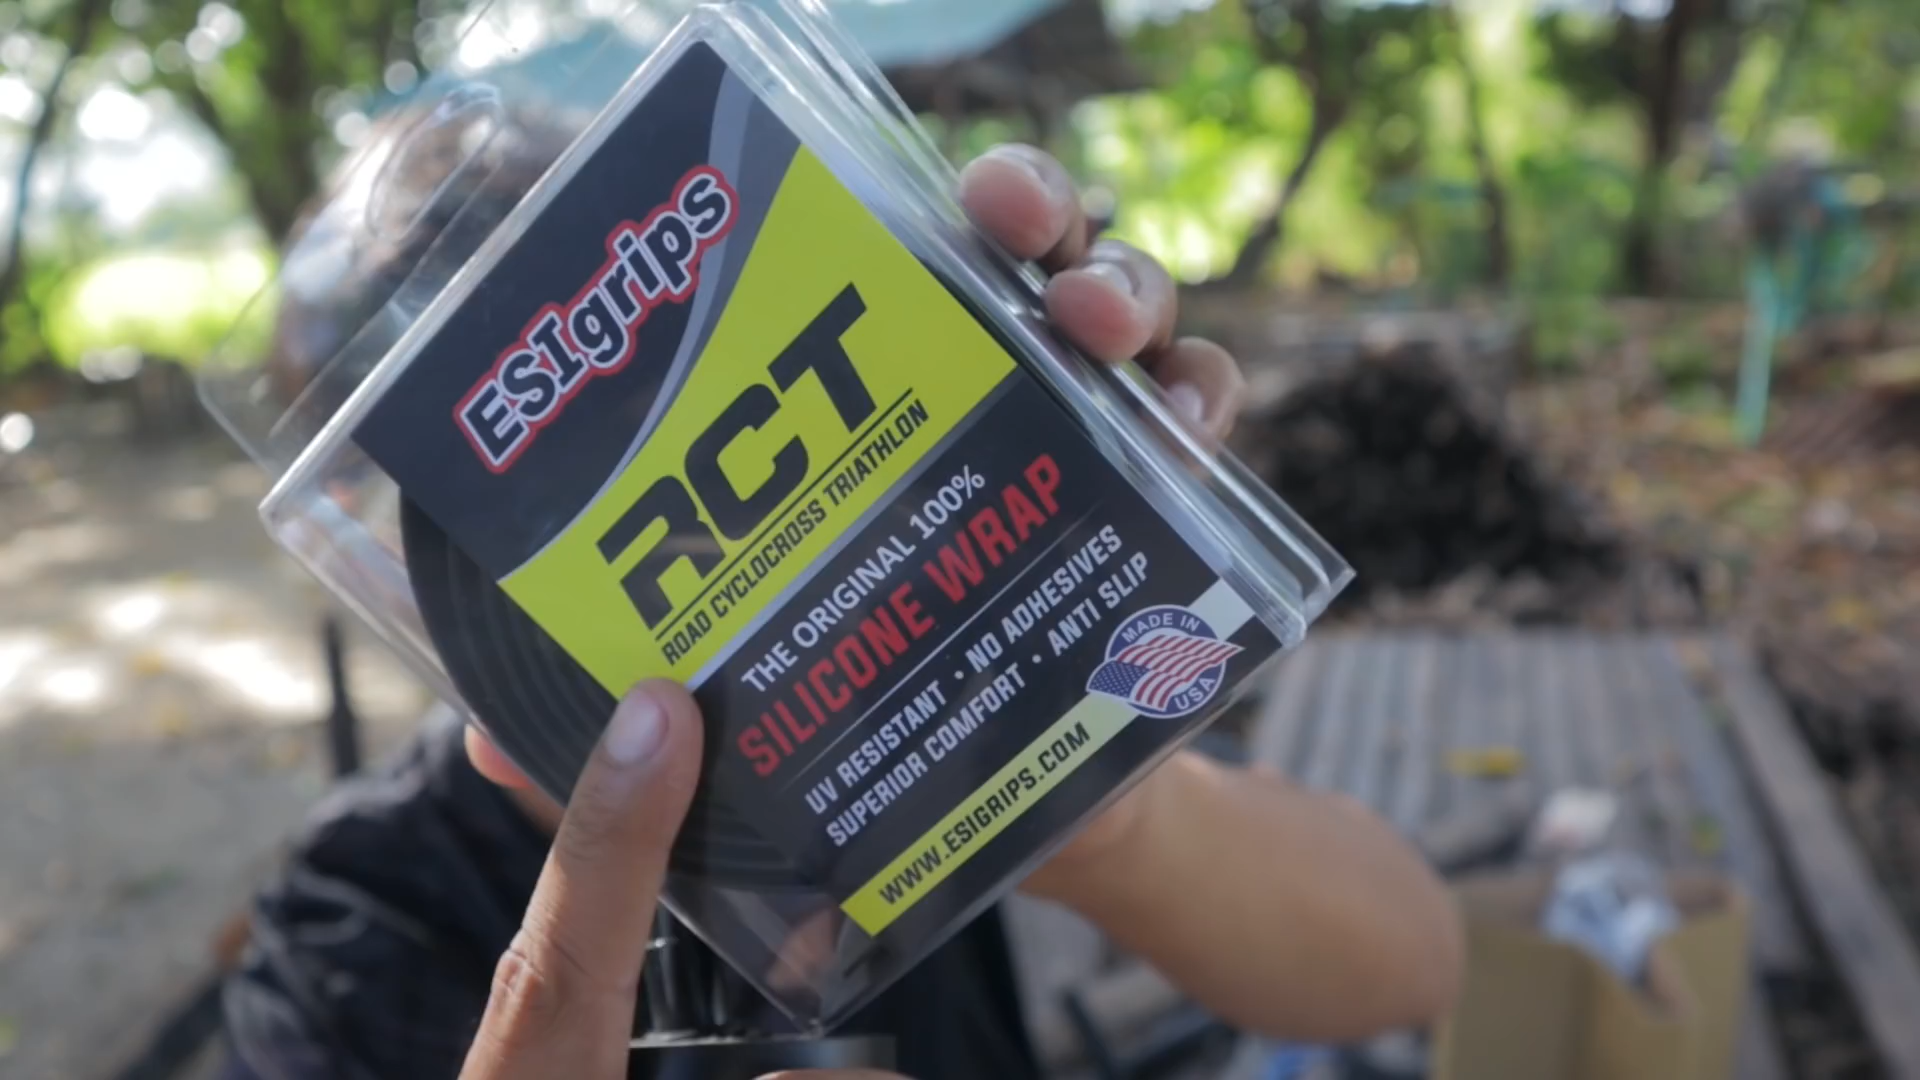 ESIgrips
RCT
ROAD CYCLOCROSS TRIATHLON
THE ORIGINAL 100%
SILICONE WRAP
UV RESISTANT • NO ADHESIVES
SUPERIOR COMFORT • ANTI SLIP
MADE IN
USA
WWW.ESIGRIPS.COM